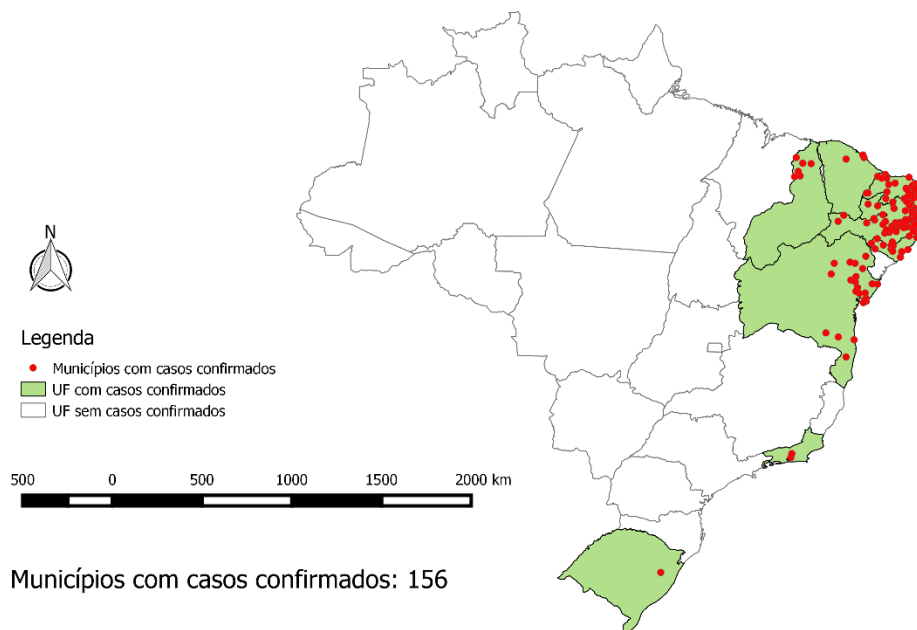 N
Legenda
Municípios com casos confirmados
UF com casos confirmados
UF sem casos confirmados
500 0 500 1000 1500 2000 km
Municípios com casos confirmados: 156